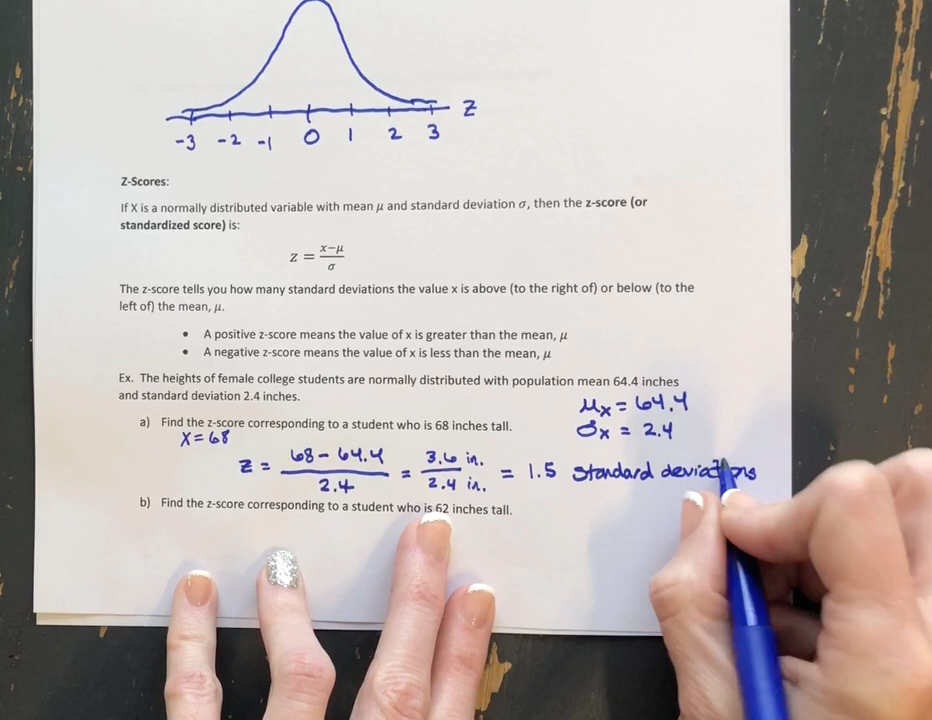 Z
-3 -2 -1 0 1 2 3
Z-Scores:
If X is a normally distributed variable with mean μ and standard deviation σ, then the z-score (or
standardized score) is:
z = x−μ / σ
The z-score tells you how many standard deviations the value x is above (to the right of) or below (to the
left of) the mean, μ.
• A positive z-score means the value of x is greater than the mean, μ
• A negative z-score means the value of x is less than the mean, μ
Ex. The heights of female college students are normally distributed with population mean 64.4 inches
and standard deviation 2.4 inches.
μx = 64.4
a) Find the z-score corresponding to a student who is 68 inches tall.
σx = 2.4
X = 68
Z = 68 - 64.4 / 2.4 = 3.6 in. / 2.4 in. = 1.5 standard deviations
b) Find the z-score corresponding to a student who is 62 inches tall.